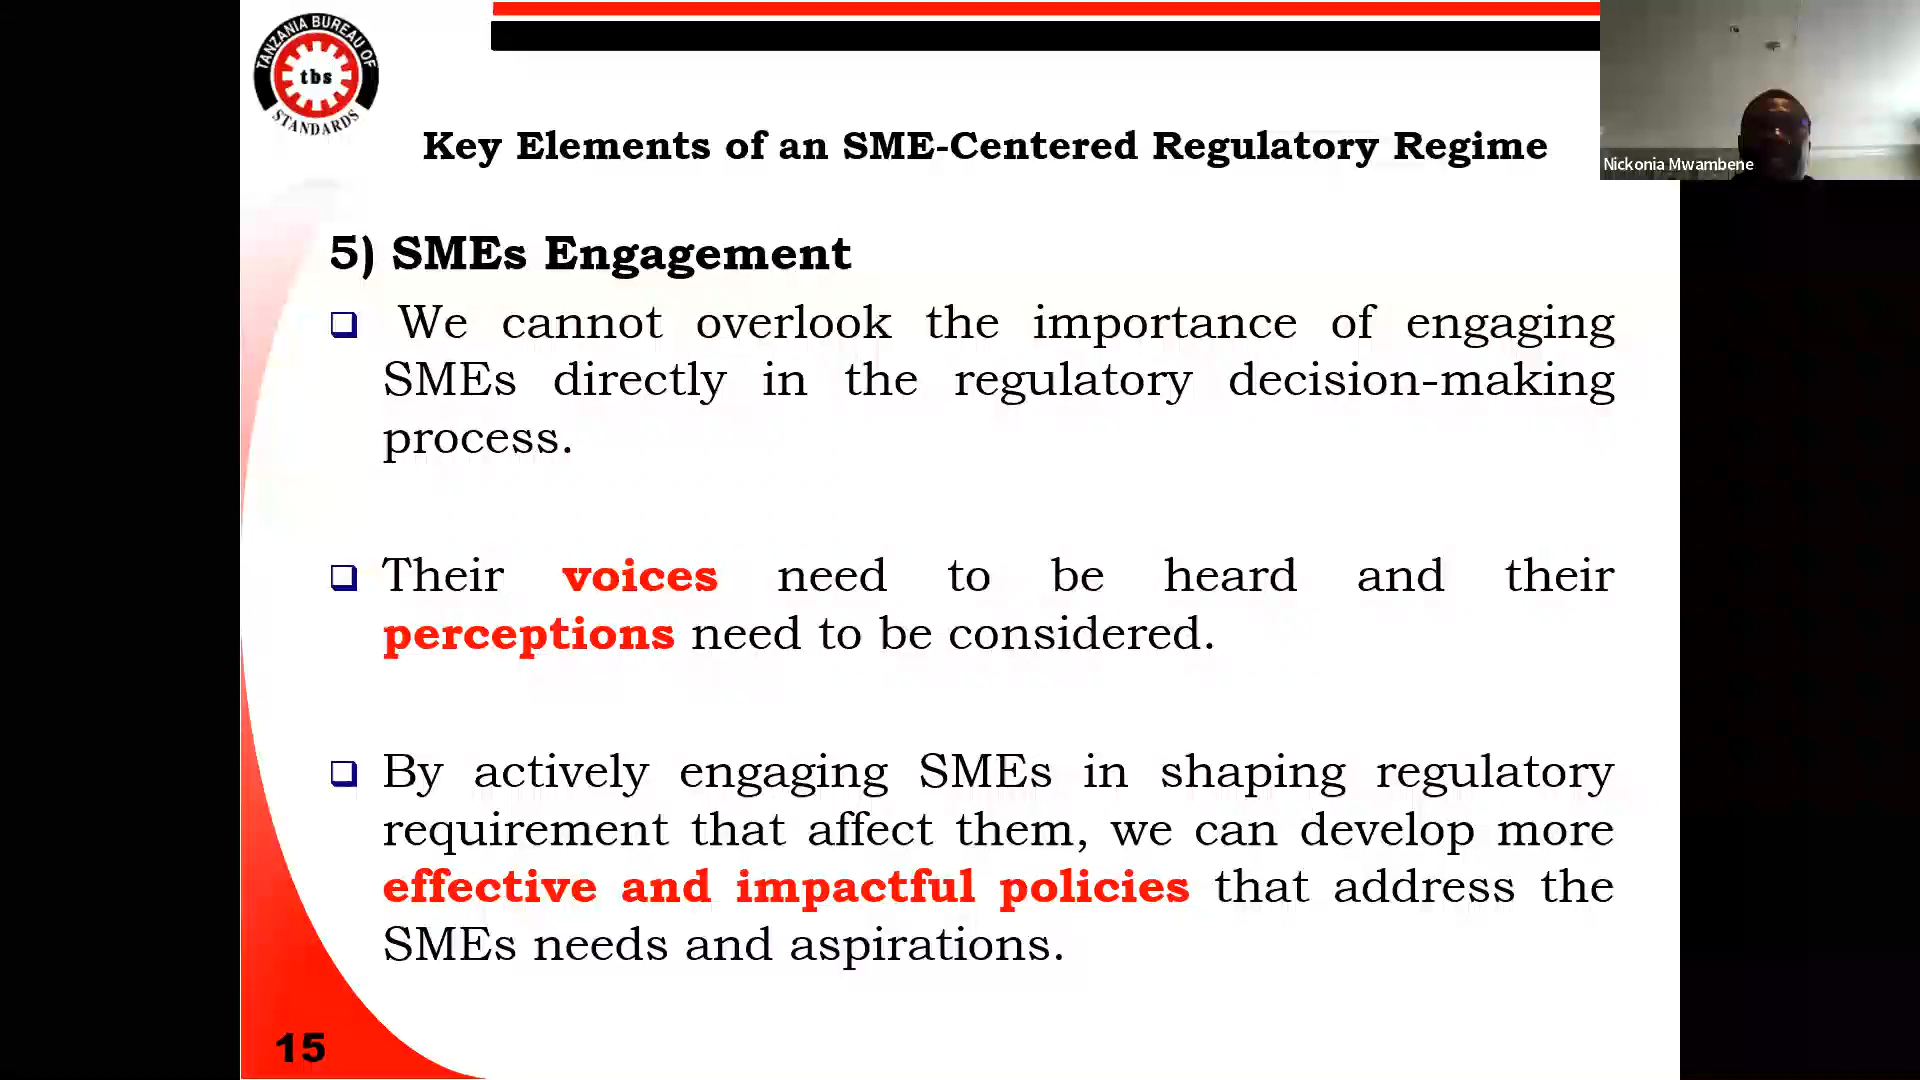 TANZANIA BUREAU OF
tbs
STANDARDS
Key Elements of an SME-Centered Regulatory Regime
Nickonia Mwambene
5) SMEs Engagement
We cannot overlook the importance of engaging
SMEs directly in the regulatory decision-making
process.
Their voices need to be heard and their
perceptions need to be considered.
By actively engaging SMEs in shaping regulatory
requirement that affect them, we can develop more
effective and impactful policies that address the
SMEs needs and aspirations.
15